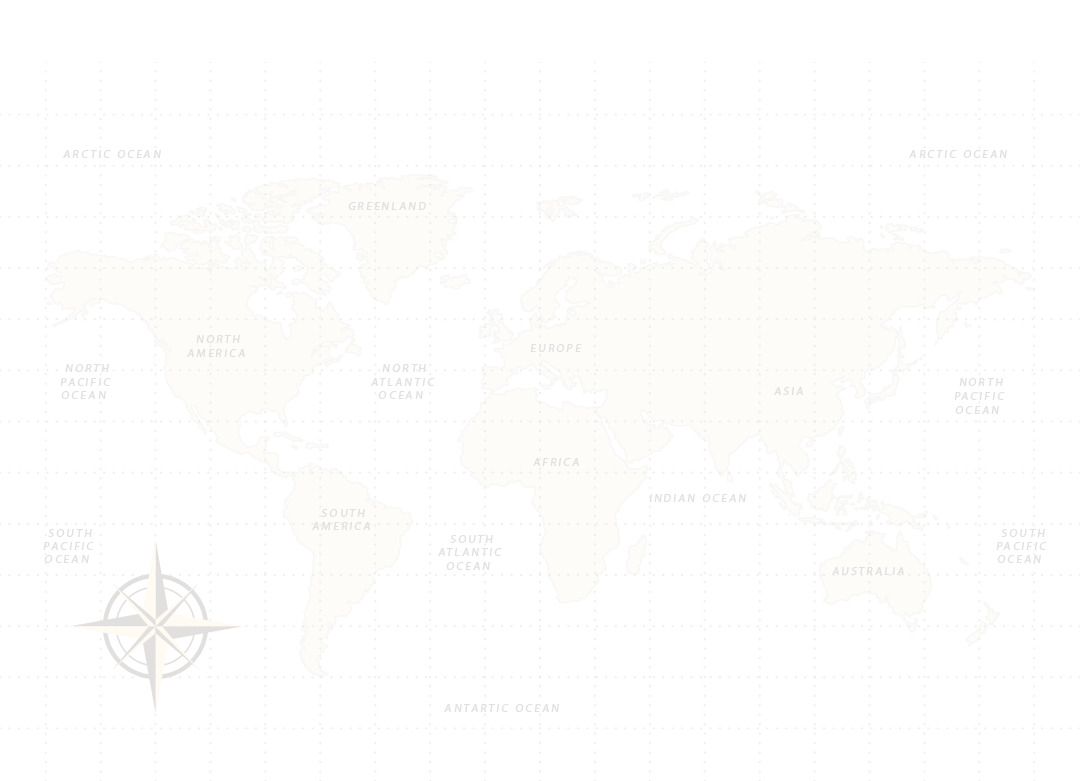 ARCTIC OCEAN
ARCTIC OCEAN
GREENLAND
NORTH
AMERICA
EUROPE
NORTH
PACIFIC
OCEAN
NORTH
ATLANTIC
OCEAN
ASIA
NORTH
PACIFIC
OCEAN
AFRICA
INDIAN OCEAN
SOUTH
AMERICA
SOUTH
PACIFIC
OCEAN
SOUTH
ATLANTIC
OCEAN
SOUTH
PACIFIC
OCEAN
AUSTRALIA
ANTARTIC OCEAN